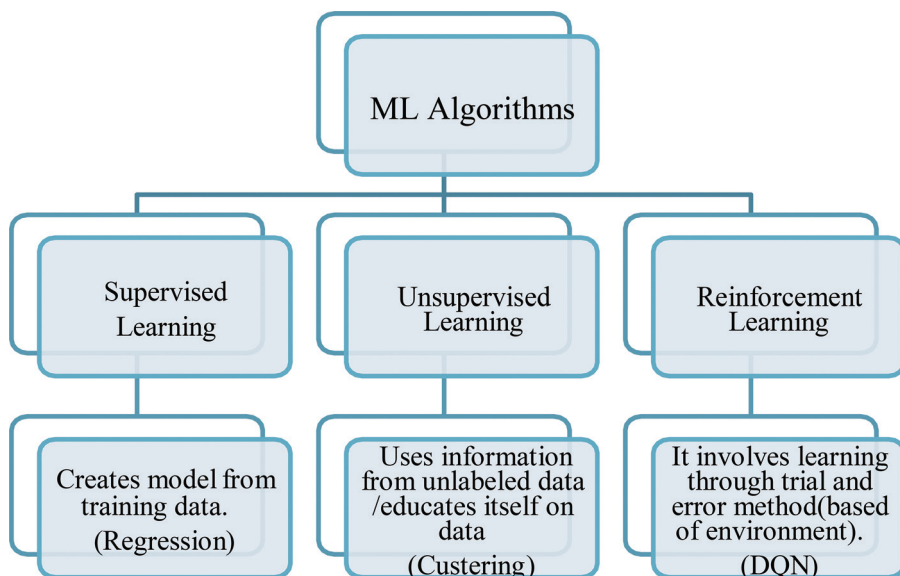 ML Algorithms
Supervised
Learning
Unsupervised
Learning
Reinforcement
Learning
Creates model from
training data.
(Regression)
Uses information
from unlabeled data
/educates itself on
data
(Custering)
It involves learning
through trial and
error method(based
of environment).
(DQN)